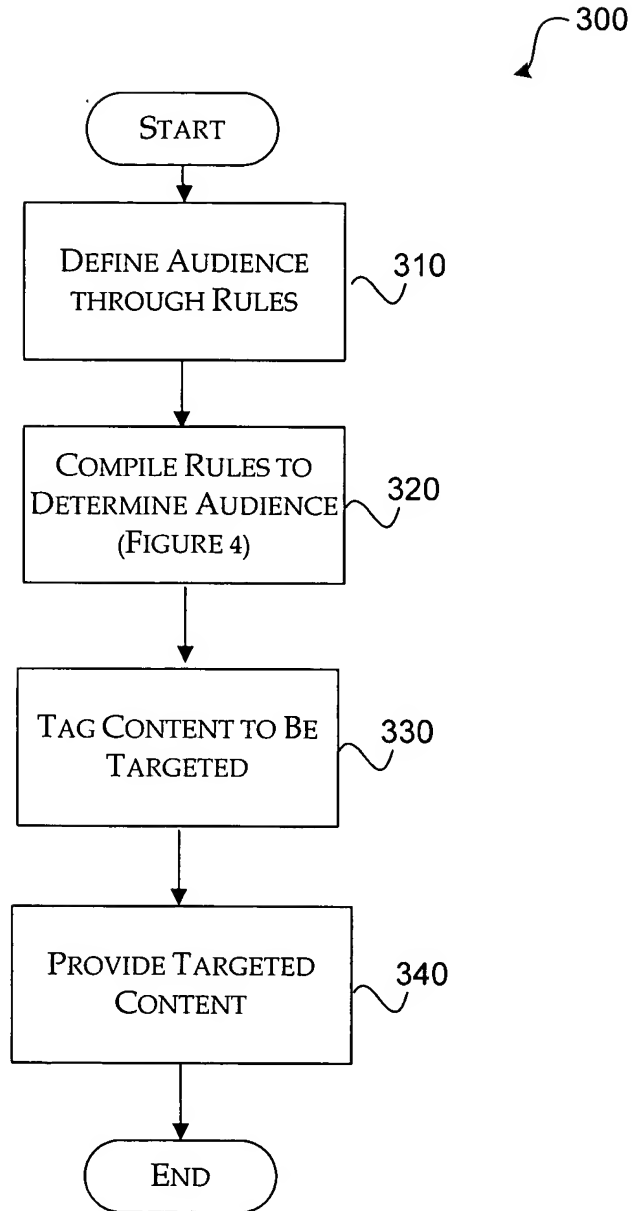 300
START
DEFINE AUDIENCE
THROUGH RULES
310
COMPILE RULES TO
DETERMINE AUDIENCE
(FIGURE 4)
320
TAG CONTENT TO BE
TARGETED
330
PROVIDE TARGETED
CONTENT
340
END